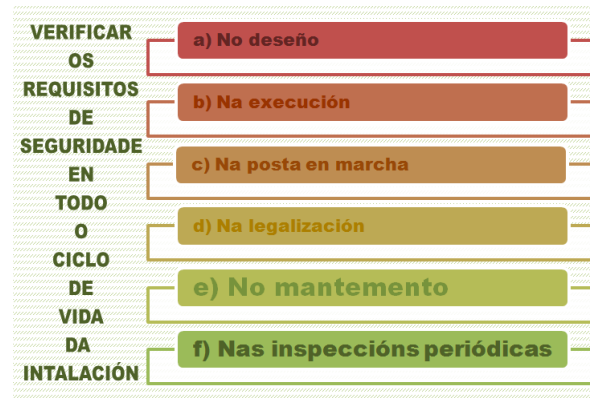 VERIFICAR
OS
REQUISITOS
DE
SEGURIDADE
EN
TODO
O
CICLO
DE
VIDA
DA
INTALACIÓN
a) No deseño
b) Na execución
c) Na posta en marcha
d) Na legalización
e) No mantemento
f) Nas inspeccións periódicas